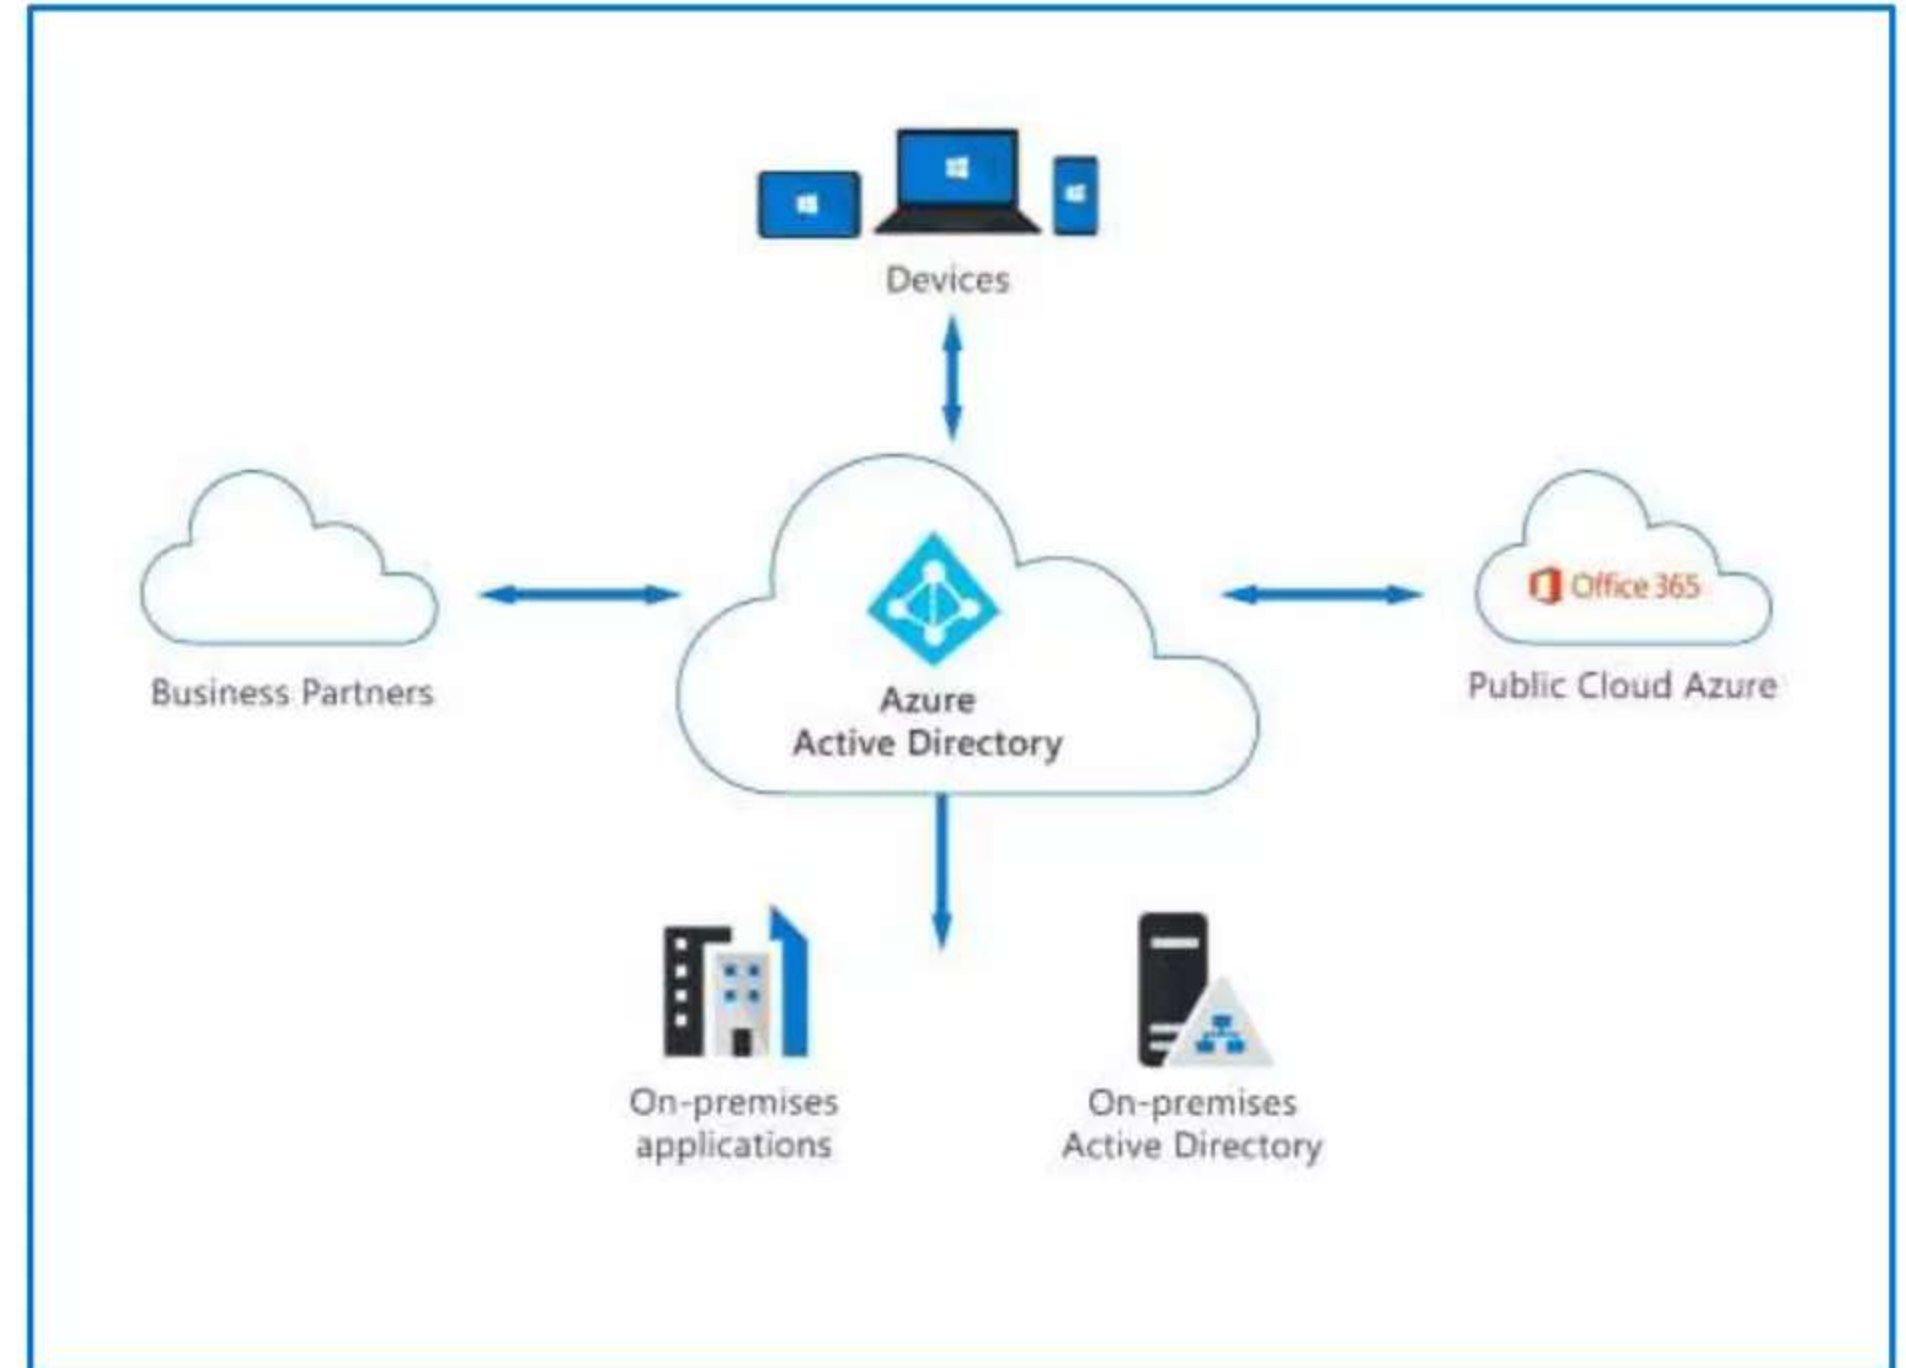 Devices
Business Partners
Office 365
Public Cloud Azure
Azure
Active Directory
On-premises
applications
On-premises
Active Directory